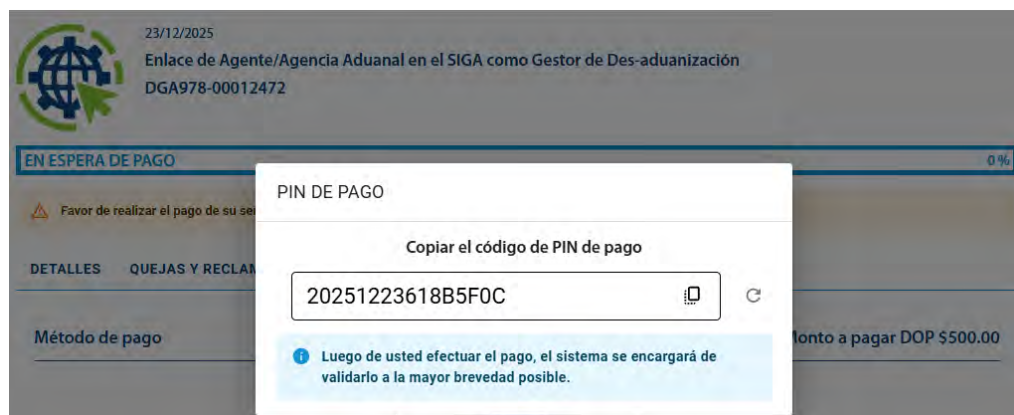 23/12/2025
Enlace de Agente/Agencia Aduanal en el SIGA como Gestor de Des-aduanización
DGA978-00012472
EN ESPERA DE PAGO 0 %
Favor de realizar el pago de su
DETALLES QUEJAS Y
Método de pago
a pagar DOP $500.00
PIN DE PAGO
Copiar el código de PIN de pago
20251223618B5F0C
Luego de usted efectuar el pago, el sistema se encargará de
validarlo a la mayor brevedad posible.